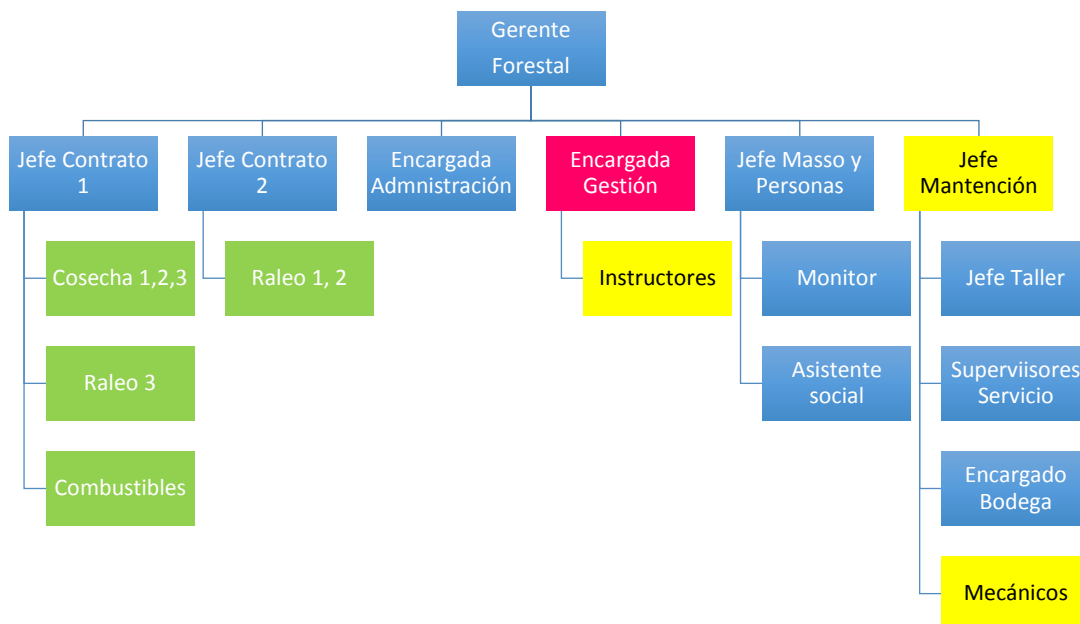 Gerente
Forestal
Jefe Contrato
1
Jefe Contrato
2
Encargada
Admnistración
Encargada
Gestión
Jefe Masso y
Personas
Jefe
Mantención
Cosecha 1,2,3
Raleo 1, 2
Instructores
Monitor
Jefe Taller
Raleo 3
Asistente
social
Superviisores
Servicio
Combustibles
Encargado
Bodega
Mecánicos